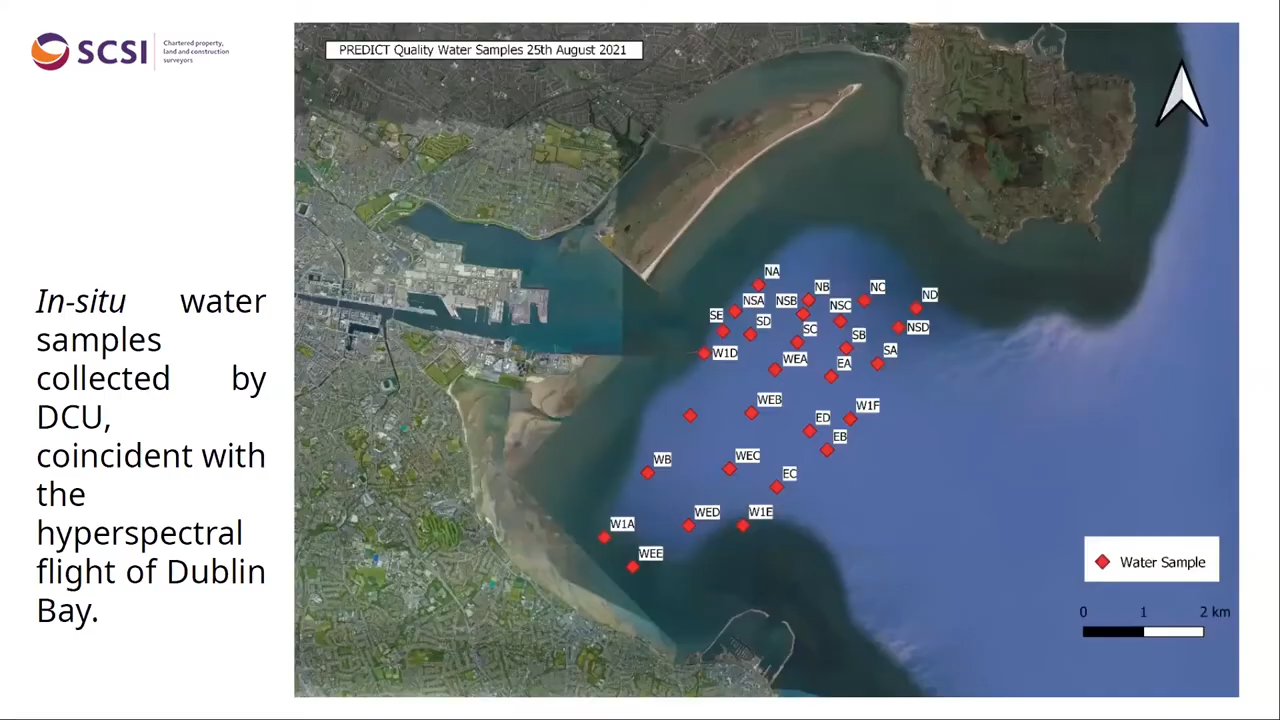 SCSI
Chartered property,
land and construction
surveyors
PREDICT Quality Water Samples 25th August 2021
In-situ water
samples
collected by
DCU,
coincident with
the
hyperspectral
flight of Dublin
Bay.
NA
NB
NC
ND
NSA
NSB
NSC
NSD
SE
SD
SC
SB
SA
W1D
WEA
EA
WEB
W1F
ED
EB
WB
WEC
EC
WED
W1E
W1A
WEE
Water Sample
0 1 2 km